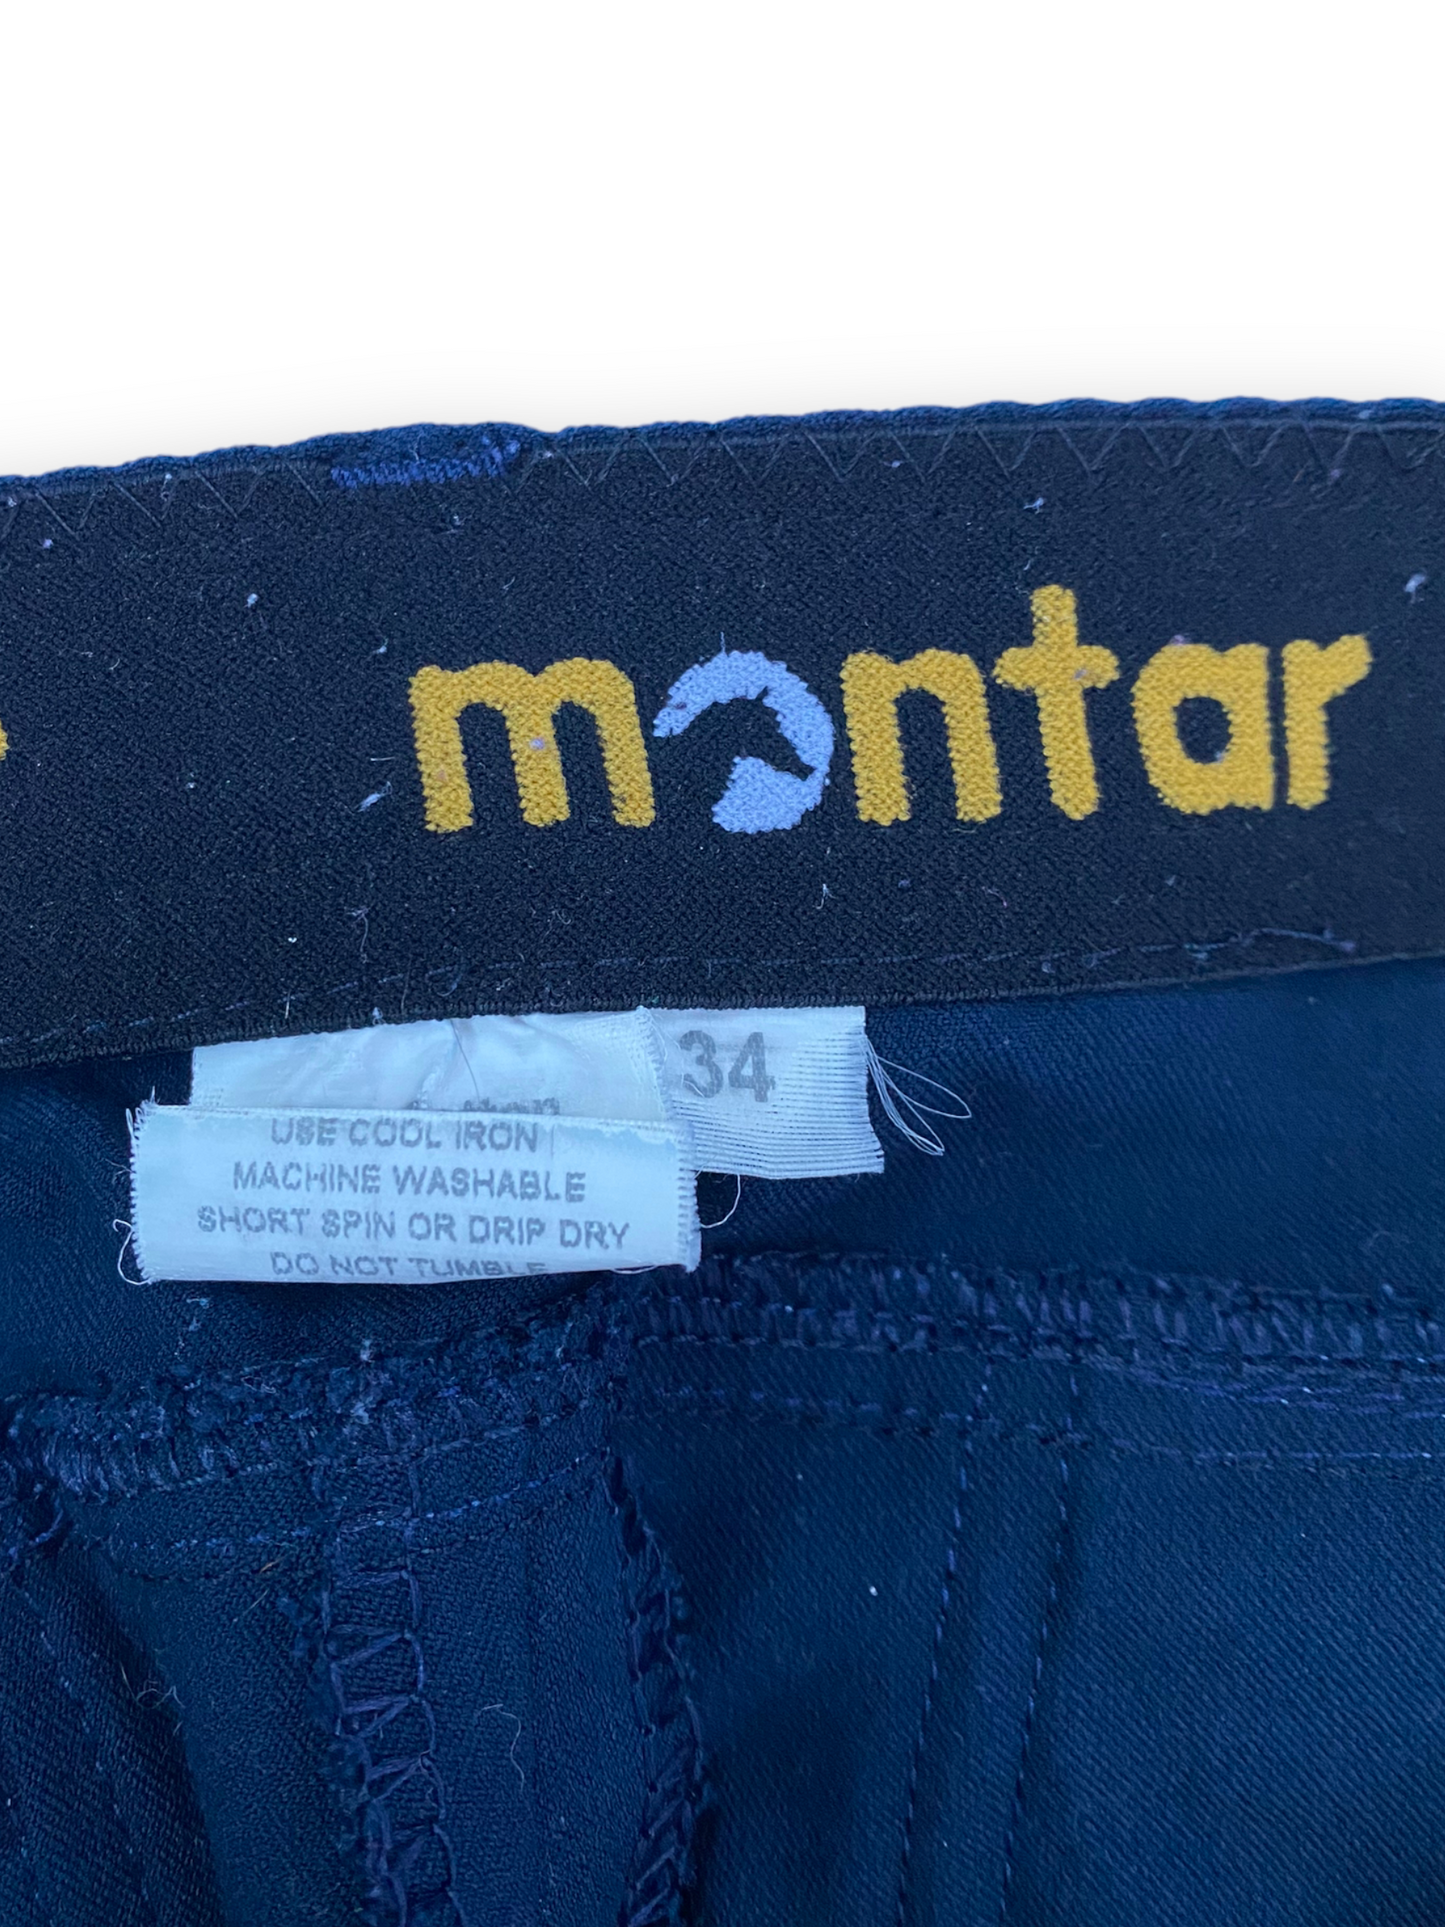 montar
34
USE COOL IRON
MACHINE WASHABLE
SHORT SPIN OR DRIP DRY
DO NOT TUMBLE